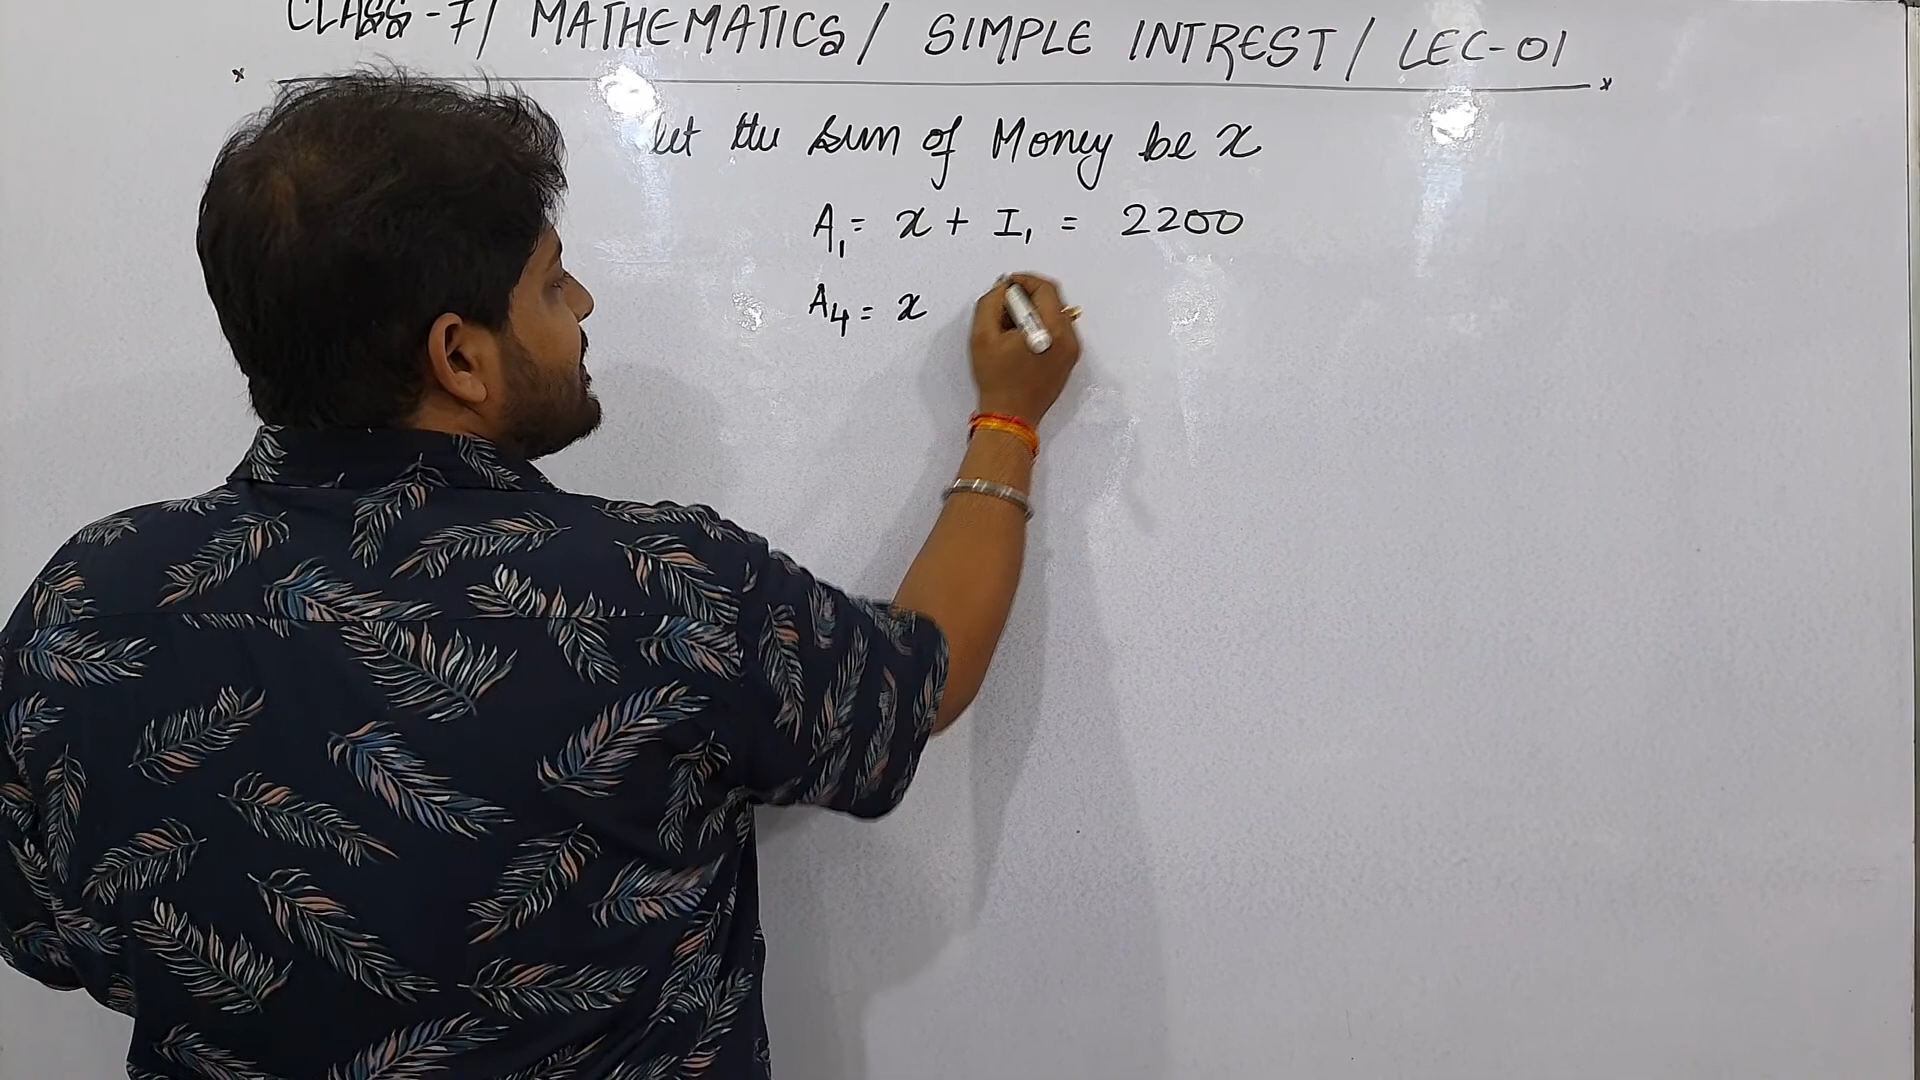 CLASS-7/ MATHEMATICS/ SIMPLE INTREST/ LEC-01
let the sum of Money be x
A₁ = x + I₁ = 2200
A₄ = x